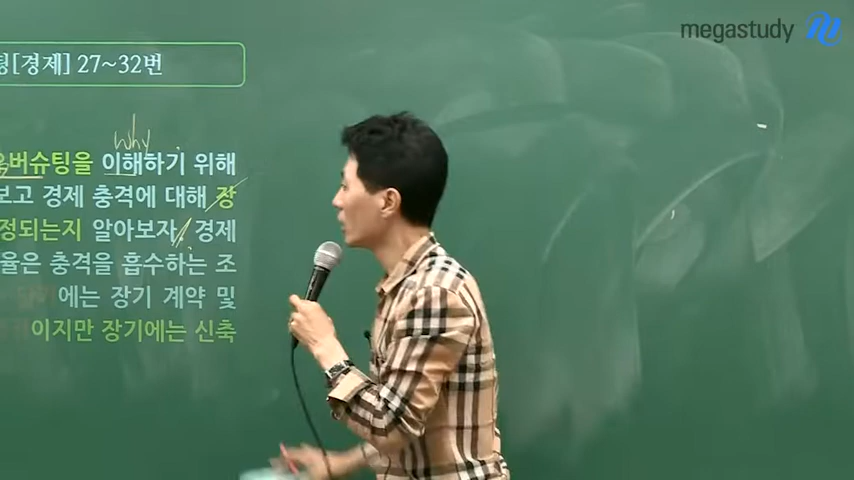 megastudy
[경제] 27~32번
why
오버슈팅을 이해하기 위해
보고 경제 충격에 대해 장
정되는지 알아보자. 경제
율은 충격을 흡수하는 조
에는 장기 계약 및
이지만 장기에는 신축